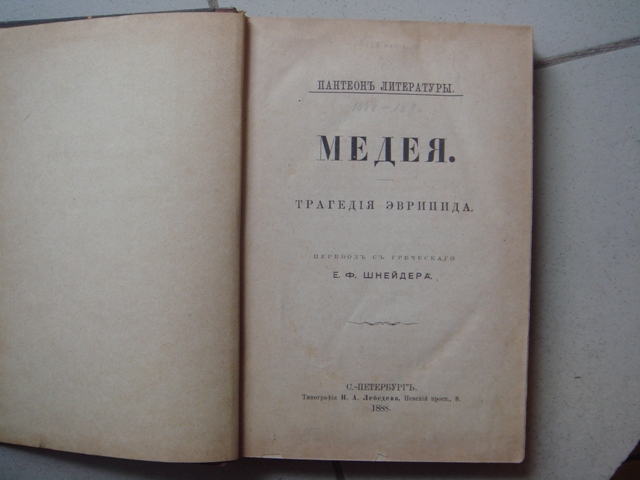 ПАНТЕОНЪ ЛИТЕРАТУРЫ.
МЕДЕЯ.
ТРАГЕДІЯ ЭВРИПИДА.
ПЕРЕВОДЪ СЪ ГРЕЧЕСКАГО
Е. Ф. ШНЕЙДЕРА.
С.-ПЕТЕРБУРГЪ.
Типографія Н. А. Лебедева, Невскій просп., 8.
1888.